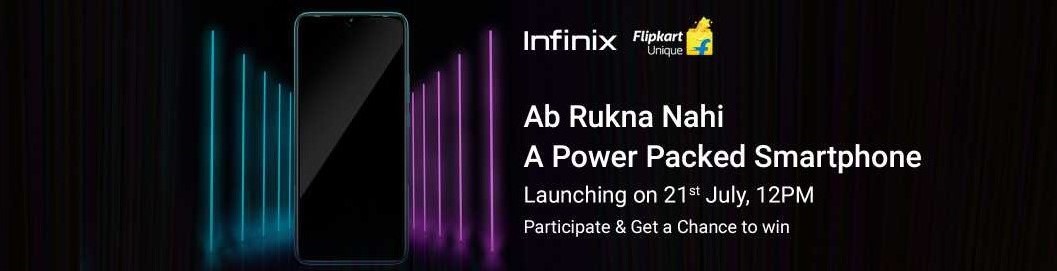 Infinix
Flipkart
Unique
Ab Rukna Nahi
A Power Packed Smartphone
Launching on 21st July, 12PM
Participate & Get a Chance to win